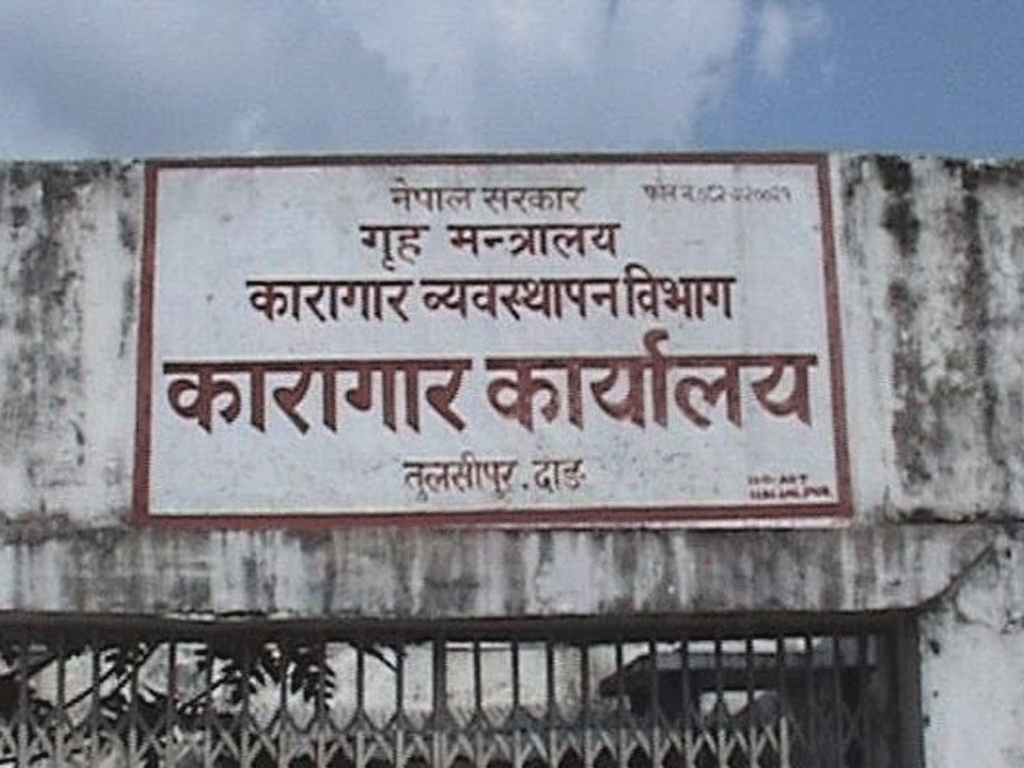 नेपाल सरकार
फोन नं.
गृह मन्त्रालय
कारागार व्यवस्थापन विभाग
कारागार कार्यालय
तुलसीपुर, दाङ